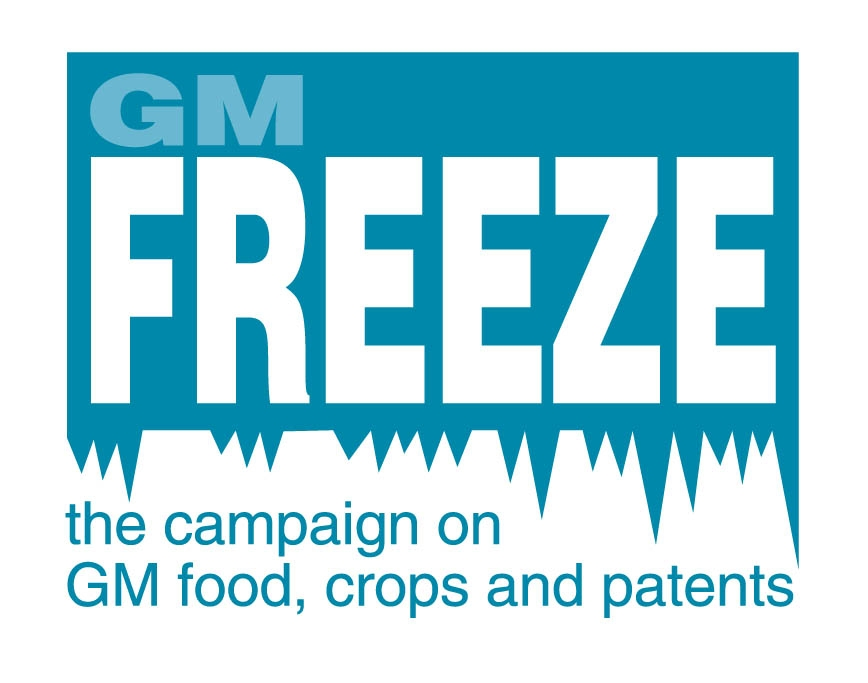 GM
FREEZE
the campaign on
GM food, crops and patents